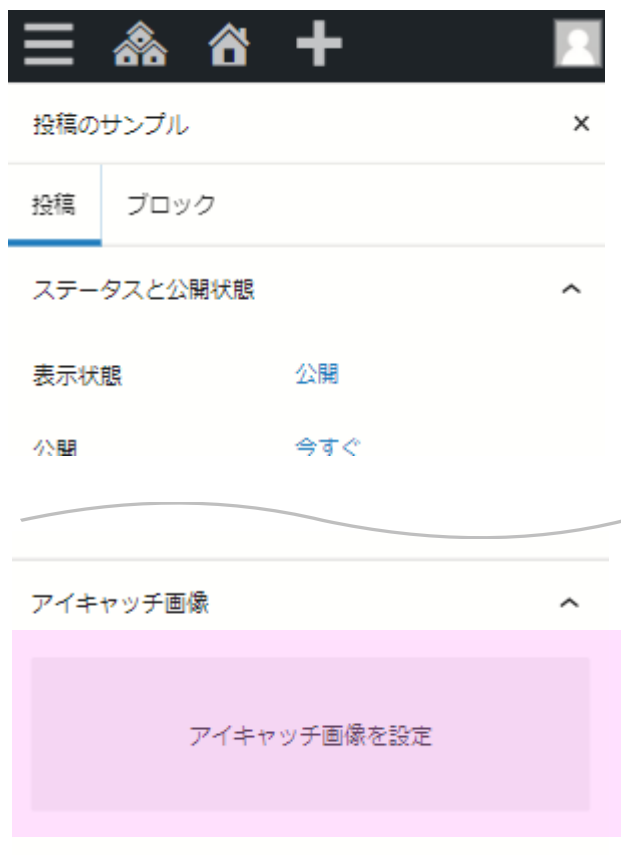 投稿のサンプル
投稿 ブロック
ステータスと公開状態
表示状態 公開
公開 今すぐ
アイキャッチ画像
アイキャッチ画像を設定